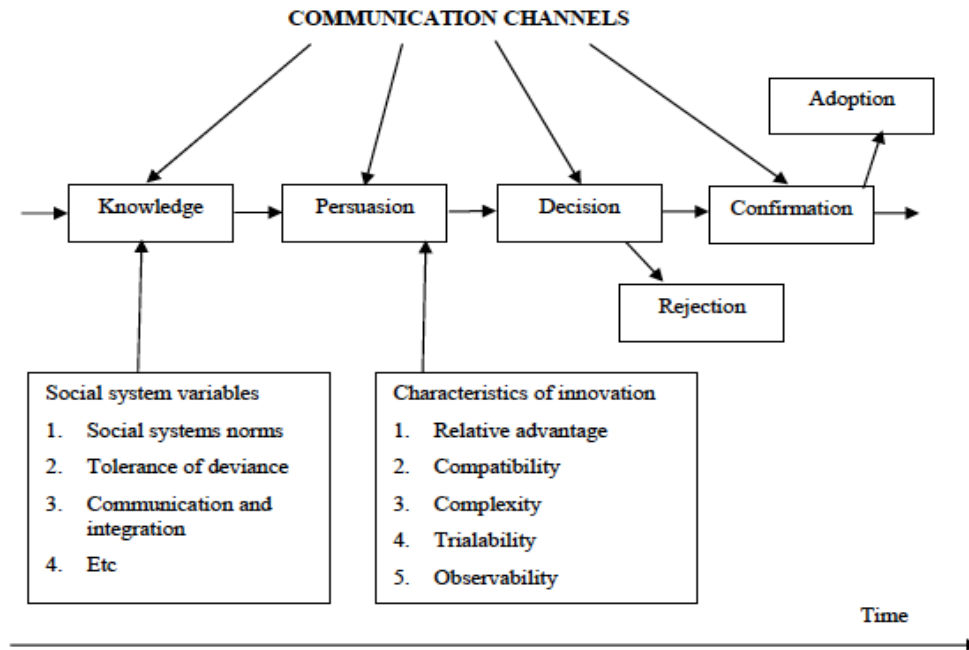 COMMUNICATION CHANNELS
Adoption
Knowledge
Persuasion
Decision
Confirmation
Rejection
Social system variables
1. Social systems norms
2. Tolerance of deviance
3. Communication and
integration
4. Etc
Characteristics of innovation
1. Relative advantage
2. Compatibility
3. Complexity
4. Trialability
5. Observability
Time